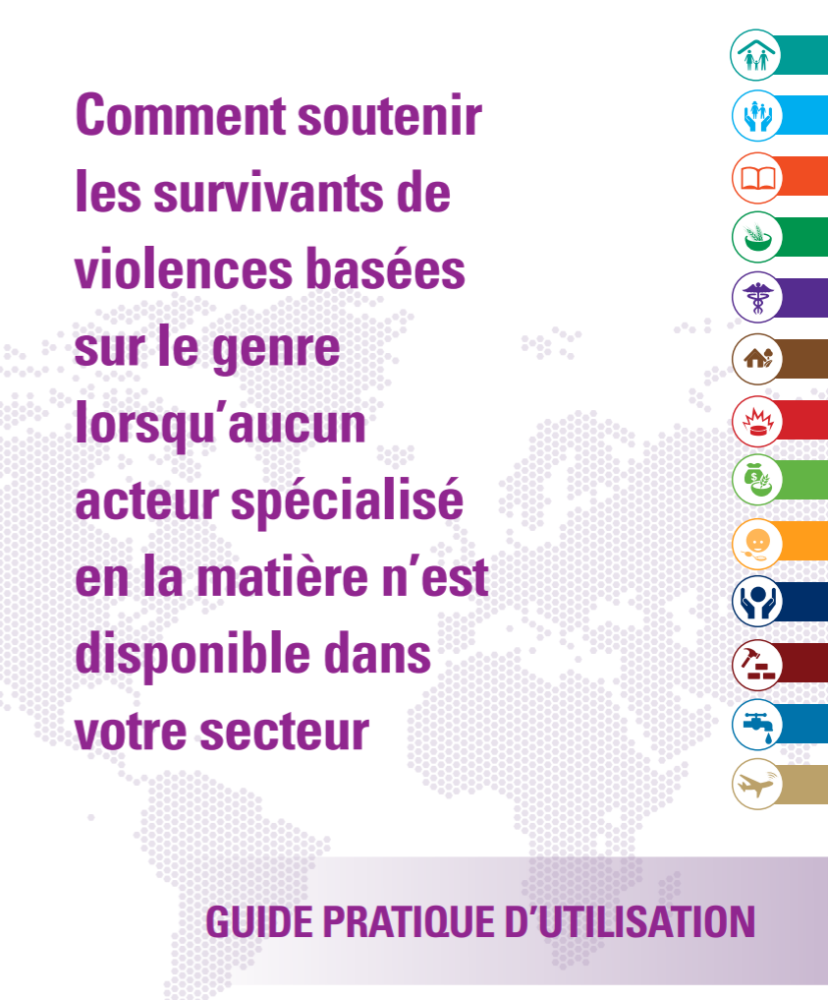 Comment soutenir
les survivants de
violences basées
sur le genre
lorsqu’aucun
acteur spécialisé
en la matière n’est
disponible dans
votre secteur
$
GUIDE PRATIQUE D’UTILISATION